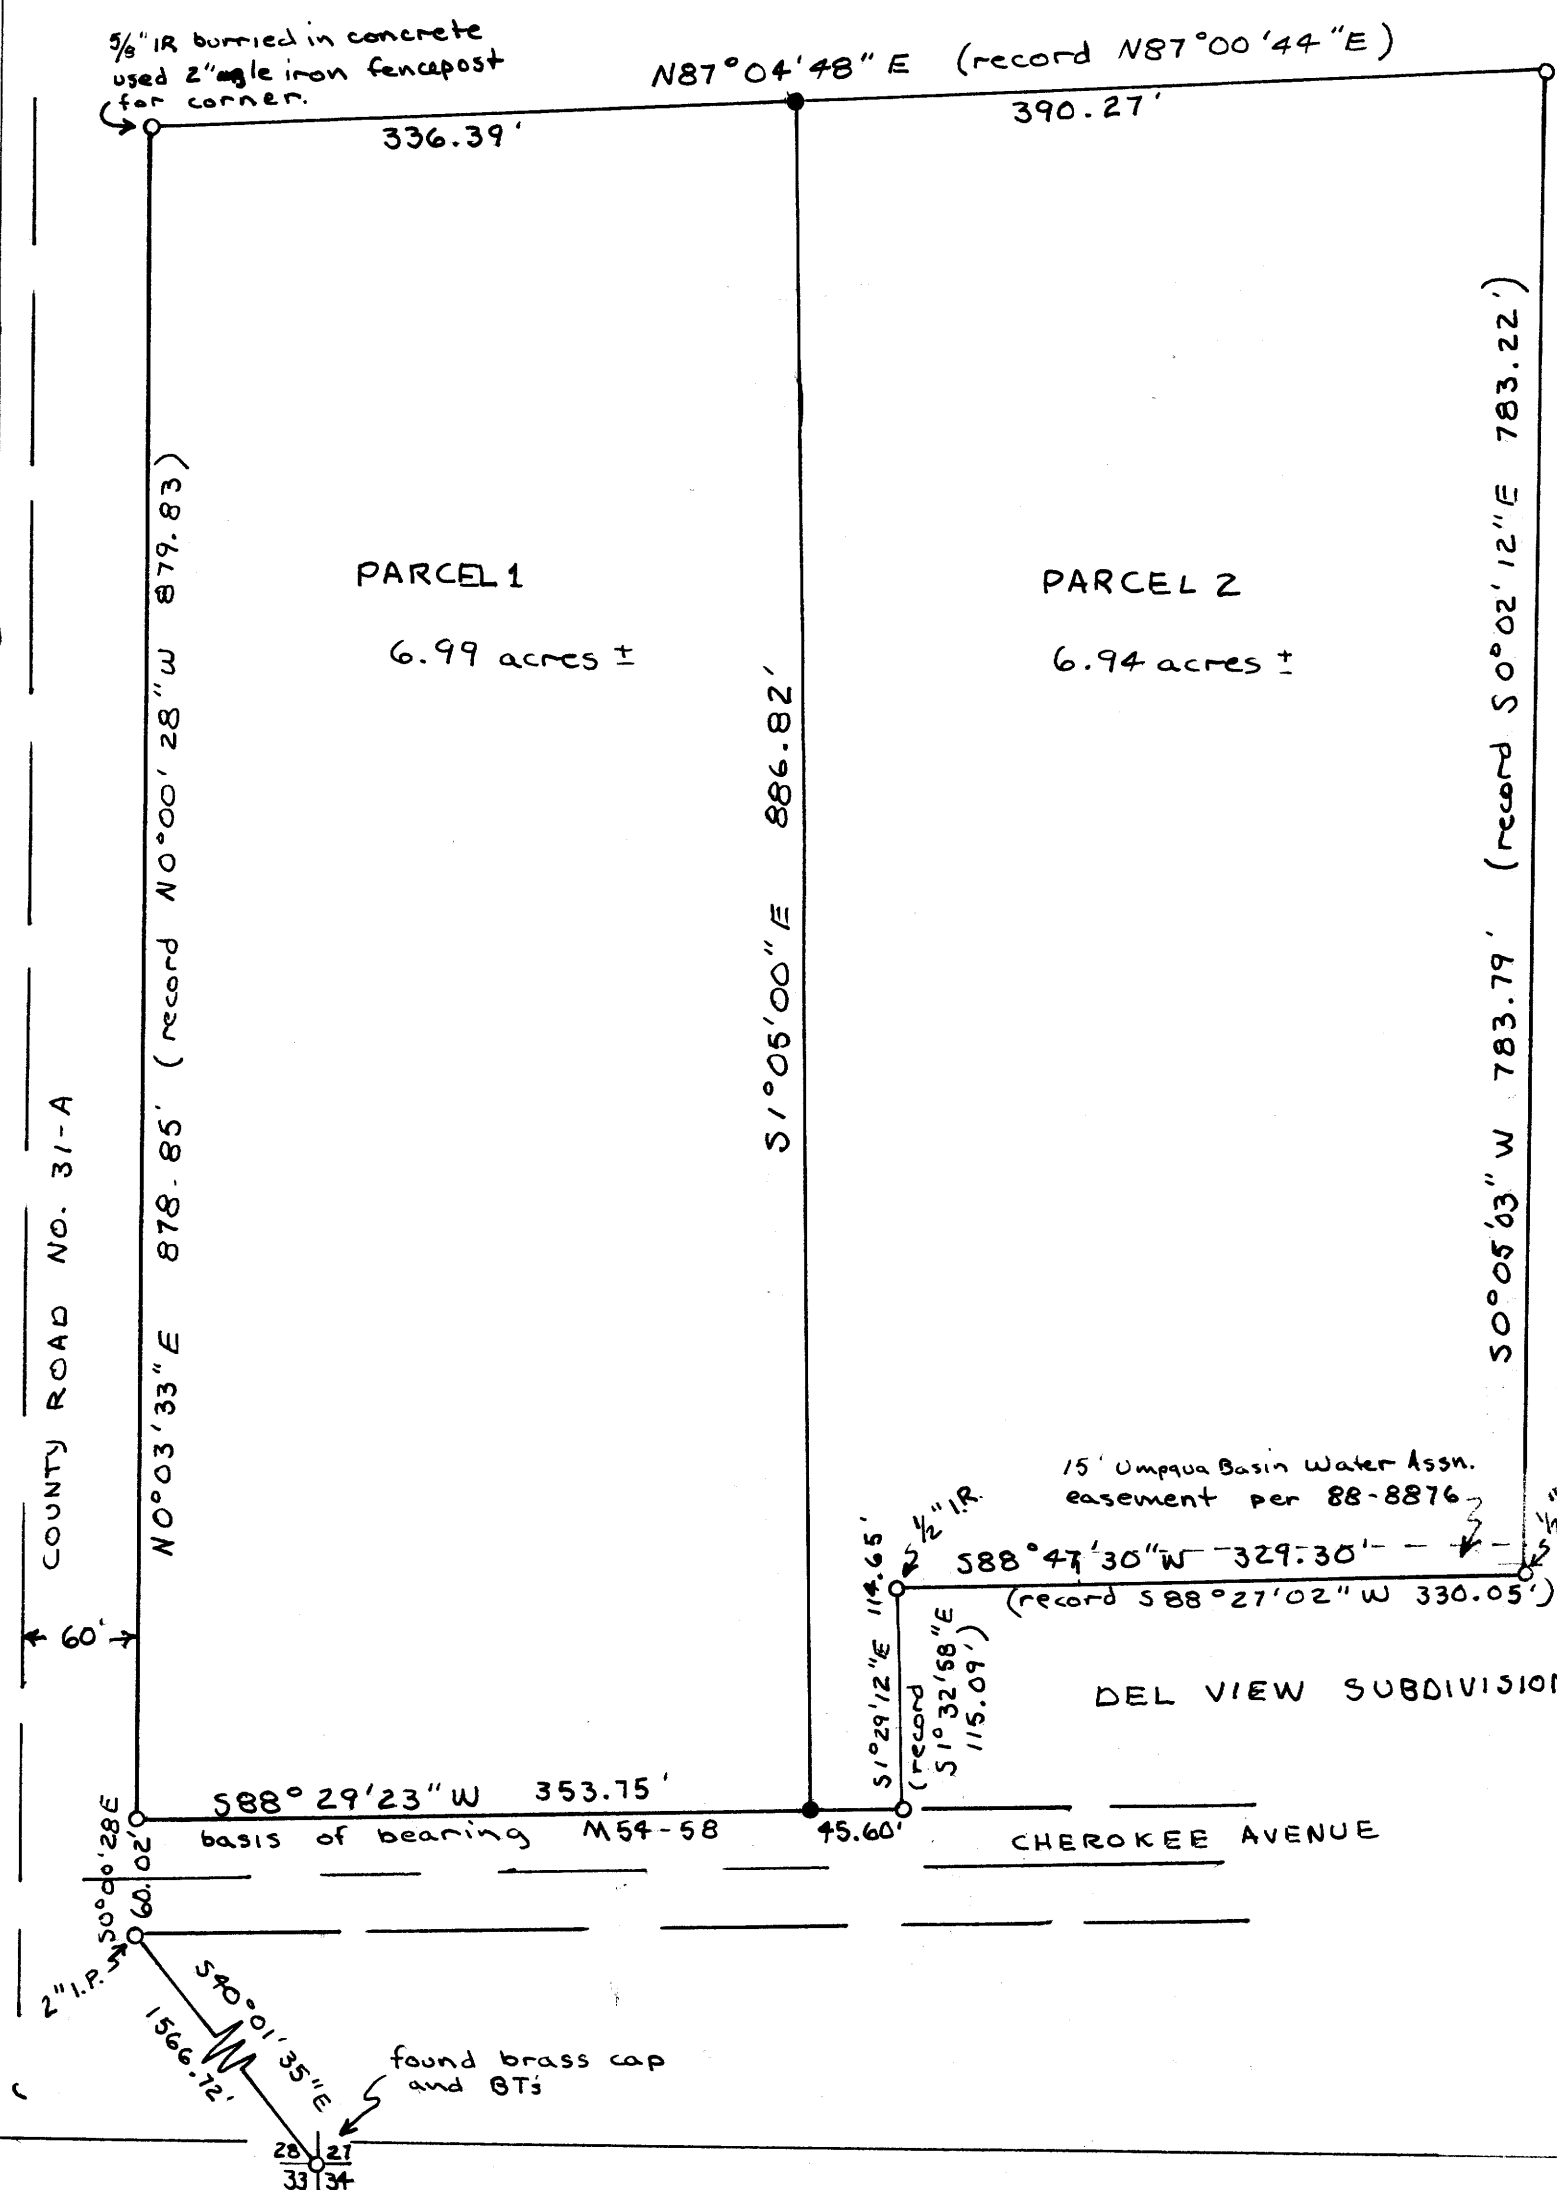 5/8" IR burried in concrete
used 2" angle iron fencepost
for corner.
N87°04'48"E (record N87°00'44"E)
336.39'
390.27'
N0°03'33"E 878.85' (record N0°00'28"W 879.83)
PARCEL 1
6.99 acres ±
S1°05'00"E 886.82'
PARCEL 2
6.94 acres ±
S0°05'03"W 783.79' (record S0°02'12"E 783.22')
COUNTY ROAD NO. 31-A
60'
15' Umpqua Basin Water Assn.
easement per 88-8876
1/2" I.R.
1/2"
S88°47'30"W 329.30'
(record S88°27'02"W 330.05')
S1°29'12"E 114.65'
(record
S1°32'58"E
115.09')
DEL VIEW SUBDIVISION
S88°29'23"W 353.75'
basis of bearing M54-58
45.60'
CHEROKEE AVENUE
S0°00'28E
60.02'
2" I.P.
S40°01'35"E
1566.72'
found brass cap
and BT's
28 27
33 34